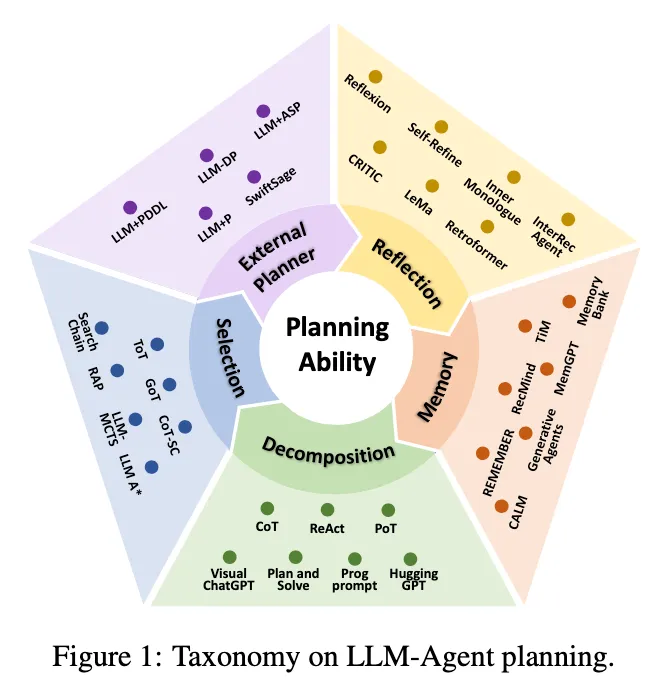 Reflexion
Self-Refine
Inner
Monologue
InterRec
Agent
CRITIC
LeMa
Retroformer
LLM+ASP
LLM-DP
SwiftSage
LLM+PDDL
LLM+P
External
Planner
Reflection
Planning
Ability
Selection
Memory
Decomposition
Search
Chain
ToT
RAP
GoT
LLM-
MCTS
CoT-SC
LLM A*
Memory
Bank
TiM
MemGPT
RecMind
Generative
Agents
REMEMBER
CALM
CoT
ReAct
PoT
Visual
ChatGPT
Plan and
Solve
Prog
prompt
Hugging
GPT
Figure 1: Taxonomy on LLM-Agent planning.